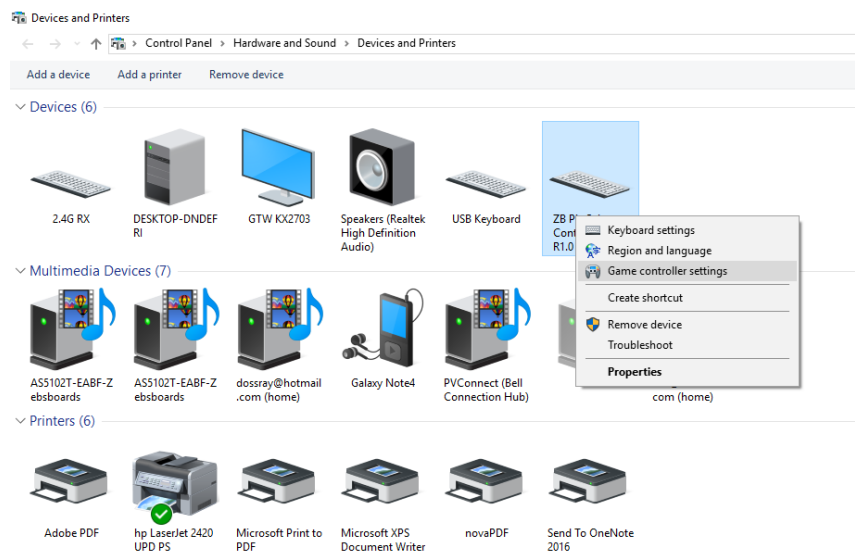 Devices and Printers
Control Panel > Hardware and Sound > Devices and Printers
Add a device Add a printer Remove device
Devices (6)
2.4G RX
DESKTOP-DNDEF
RI
GTW KX2703
Speakers (Realtek
High Definition
Audio)
USB Keyboard
ZB
Cont
R1.0
Keyboard settings
Region and language
Game controller settings
Create shortcut
Remove device
Troubleshoot
Properties
Multimedia Devices (7)
AS5102T-EABF-Z
ebsboards
AS5102T-EABF-Z
ebsboards
dossray@hotmail
.com (home)
Galaxy Note4
PVConnect (Bell
Connection Hub)
com (home)
Printers (6)
Adobe PDF
hp LaserJet 2420
UPD PS
Microsoft Print to
PDF
Microsoft XPS
Document Writer
novaPDF
Send To OneNote
2016